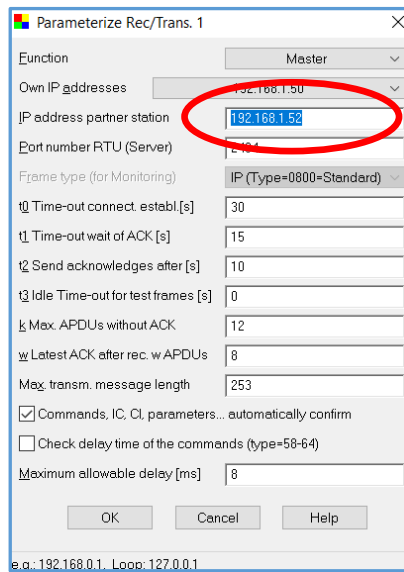 Parameterize Rec/Trans. 1
Function Master
Own IP addresses 192.168.1.50
IP address partner station 192.168.1.52
Port number RTU (Server) 2404
Frame type (for Monitoring) IP (Type=0800=Standard)
t0 Time-out connect. establ.[s] 30
t1 Time-out wait of ACK [s] 15
t2 Send acknowledges after [s] 10
t3 Idle Time-out for test frames [s] 0
k Max. APDUs without ACK 12
w Latest ACK after rec. w APDUs 8
Max. transm. message length 253
Commands, IC, CI, parameters... automatically confirm
Check delay time of the commands (type=58-64)
Maximum allowable delay [ms] 8
OK Cancel Help
e.g.: 192.168.0.1, Loop: 127.0.0.1